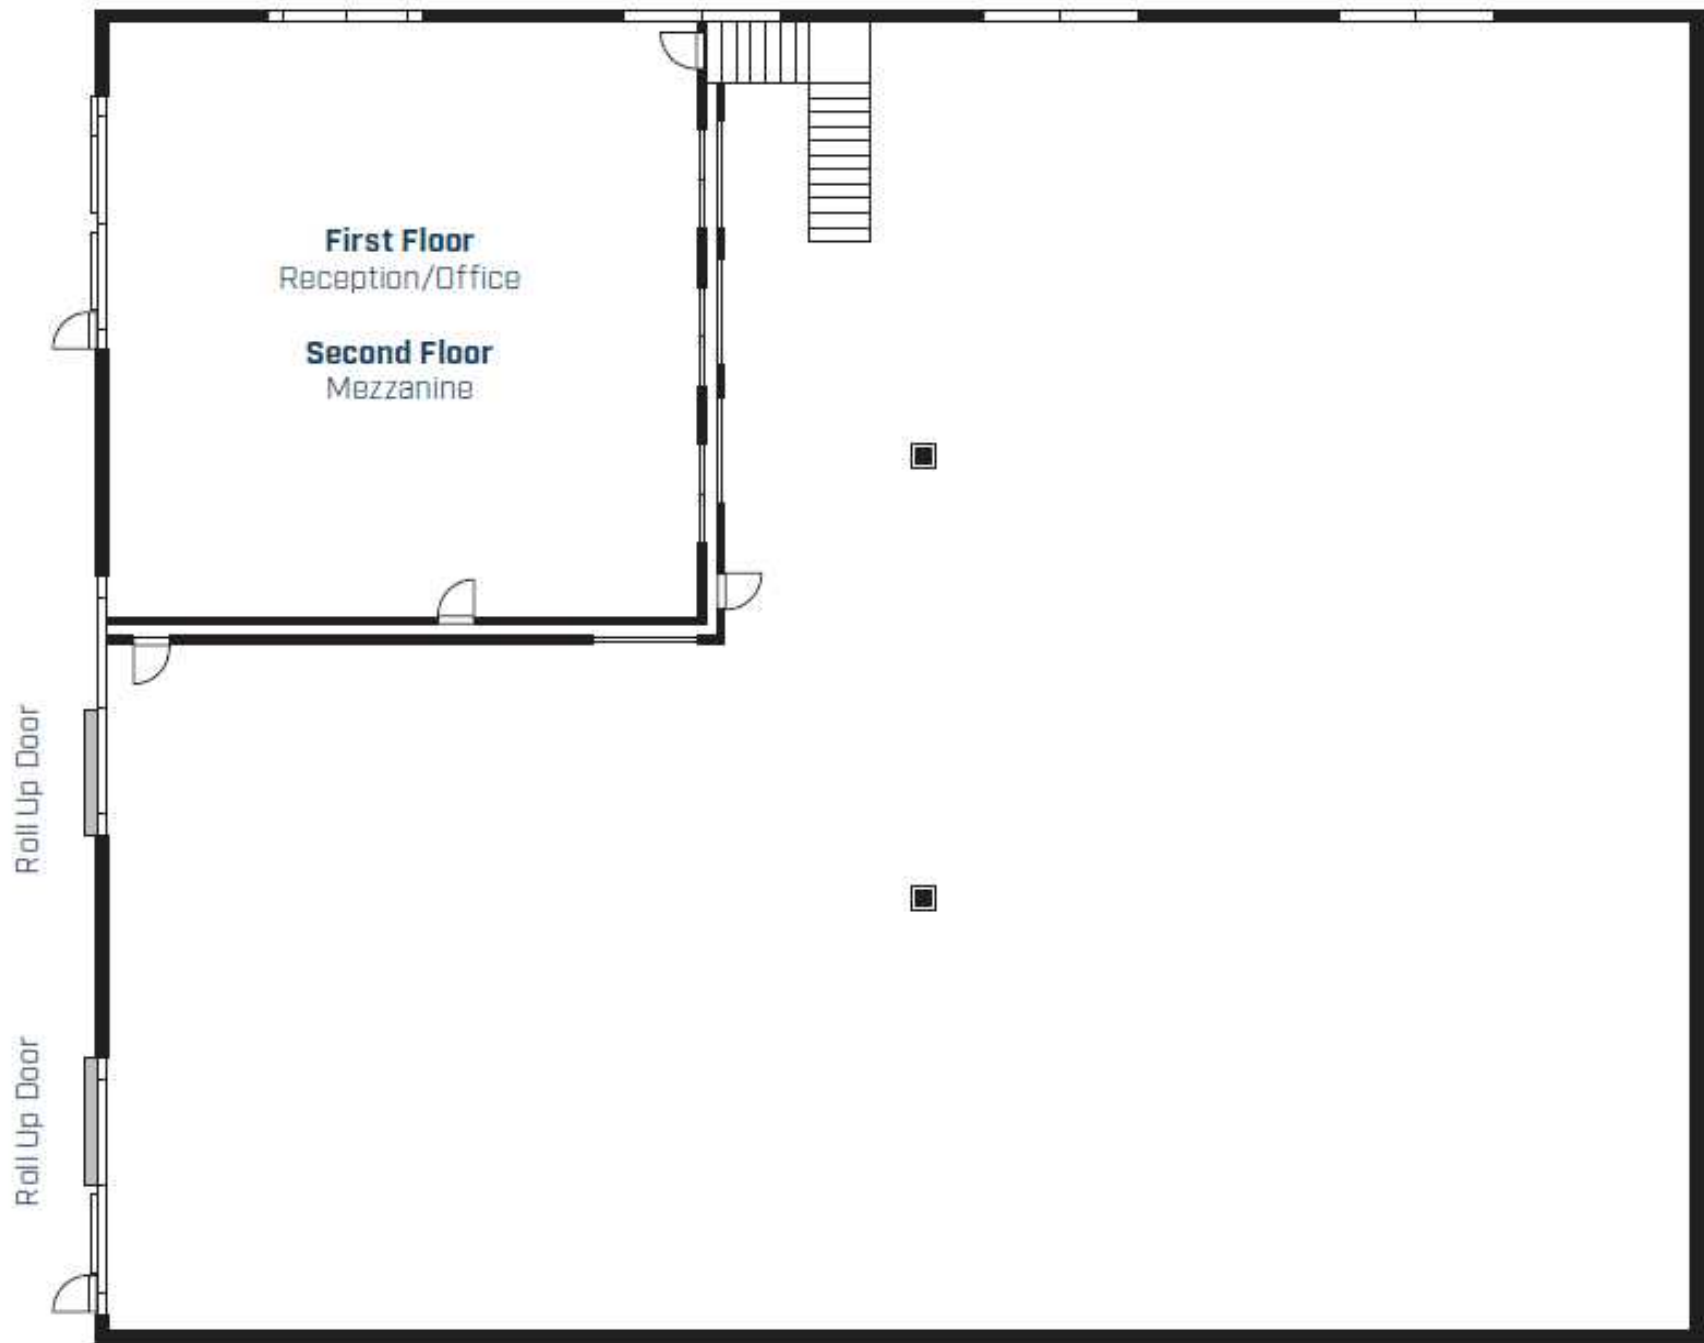 First Floor
Reception/Office
Second Floor
Mezzanine
Roll Up Door
Roll Up Door